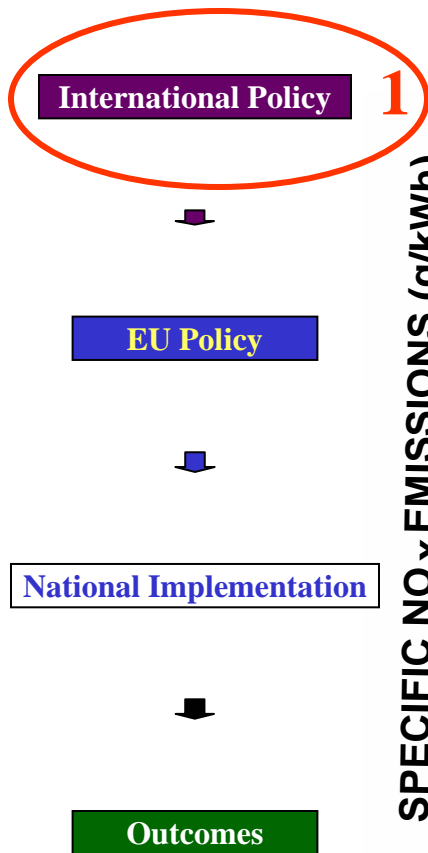 International Policy 1
EU Policy
National Implementation
Outcomes
SPECIFIC NOx EMISSIONS (g/kWh)